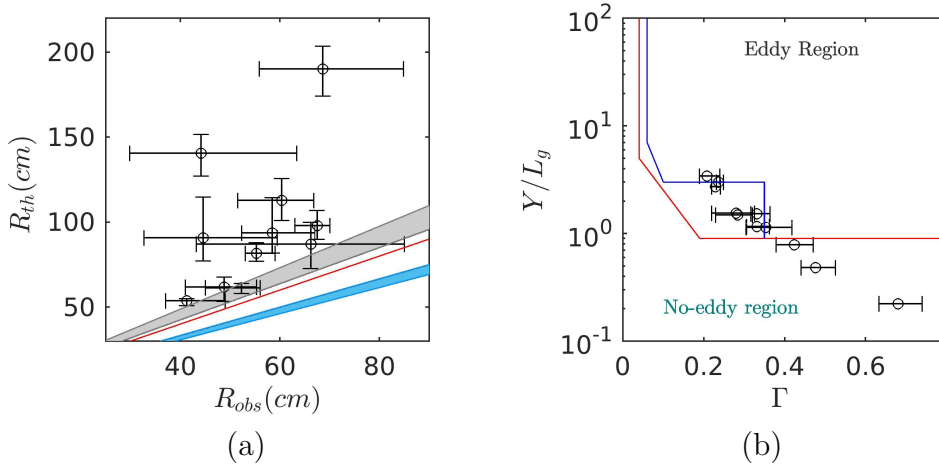 200
150
100
50
R_th(cm)
40 60 80
R_obs(cm)
(a)
10^2
10^1
10^0
10^-1
Y/L_g
Eddy Region
No-eddy region
0 0.2 0.4 0.6
Γ
(b)